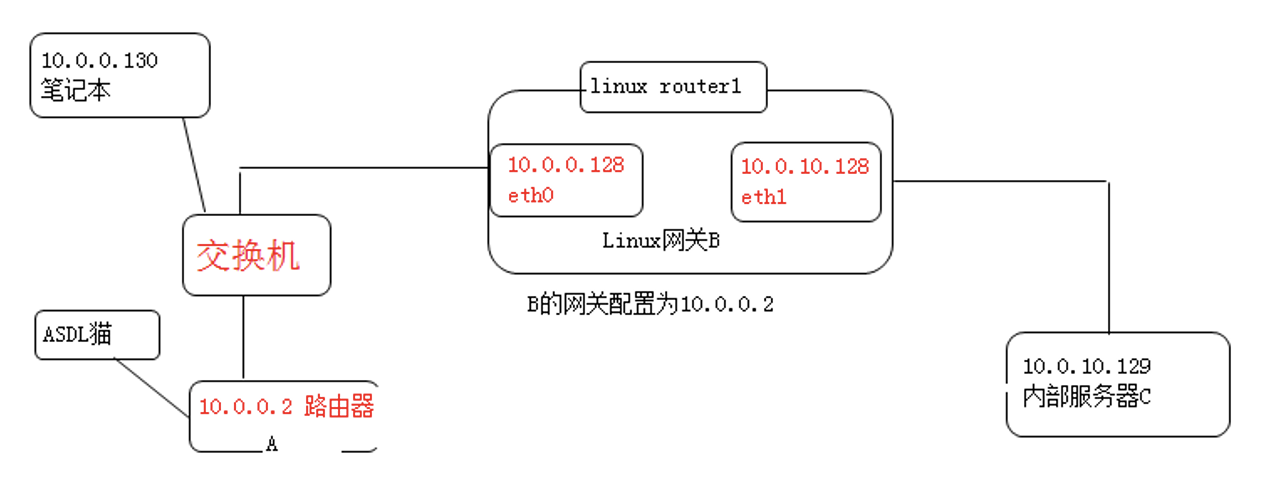 10.0.0.130
笔记本
linux router1
10.0.0.128
eth0
10.0.10.128
eth1
Linux网关B
交换机
B的网关配置为10.0.0.2
ASDL猫
10.0.0.2 路由器
A
10.0.10.129
内部服务器C